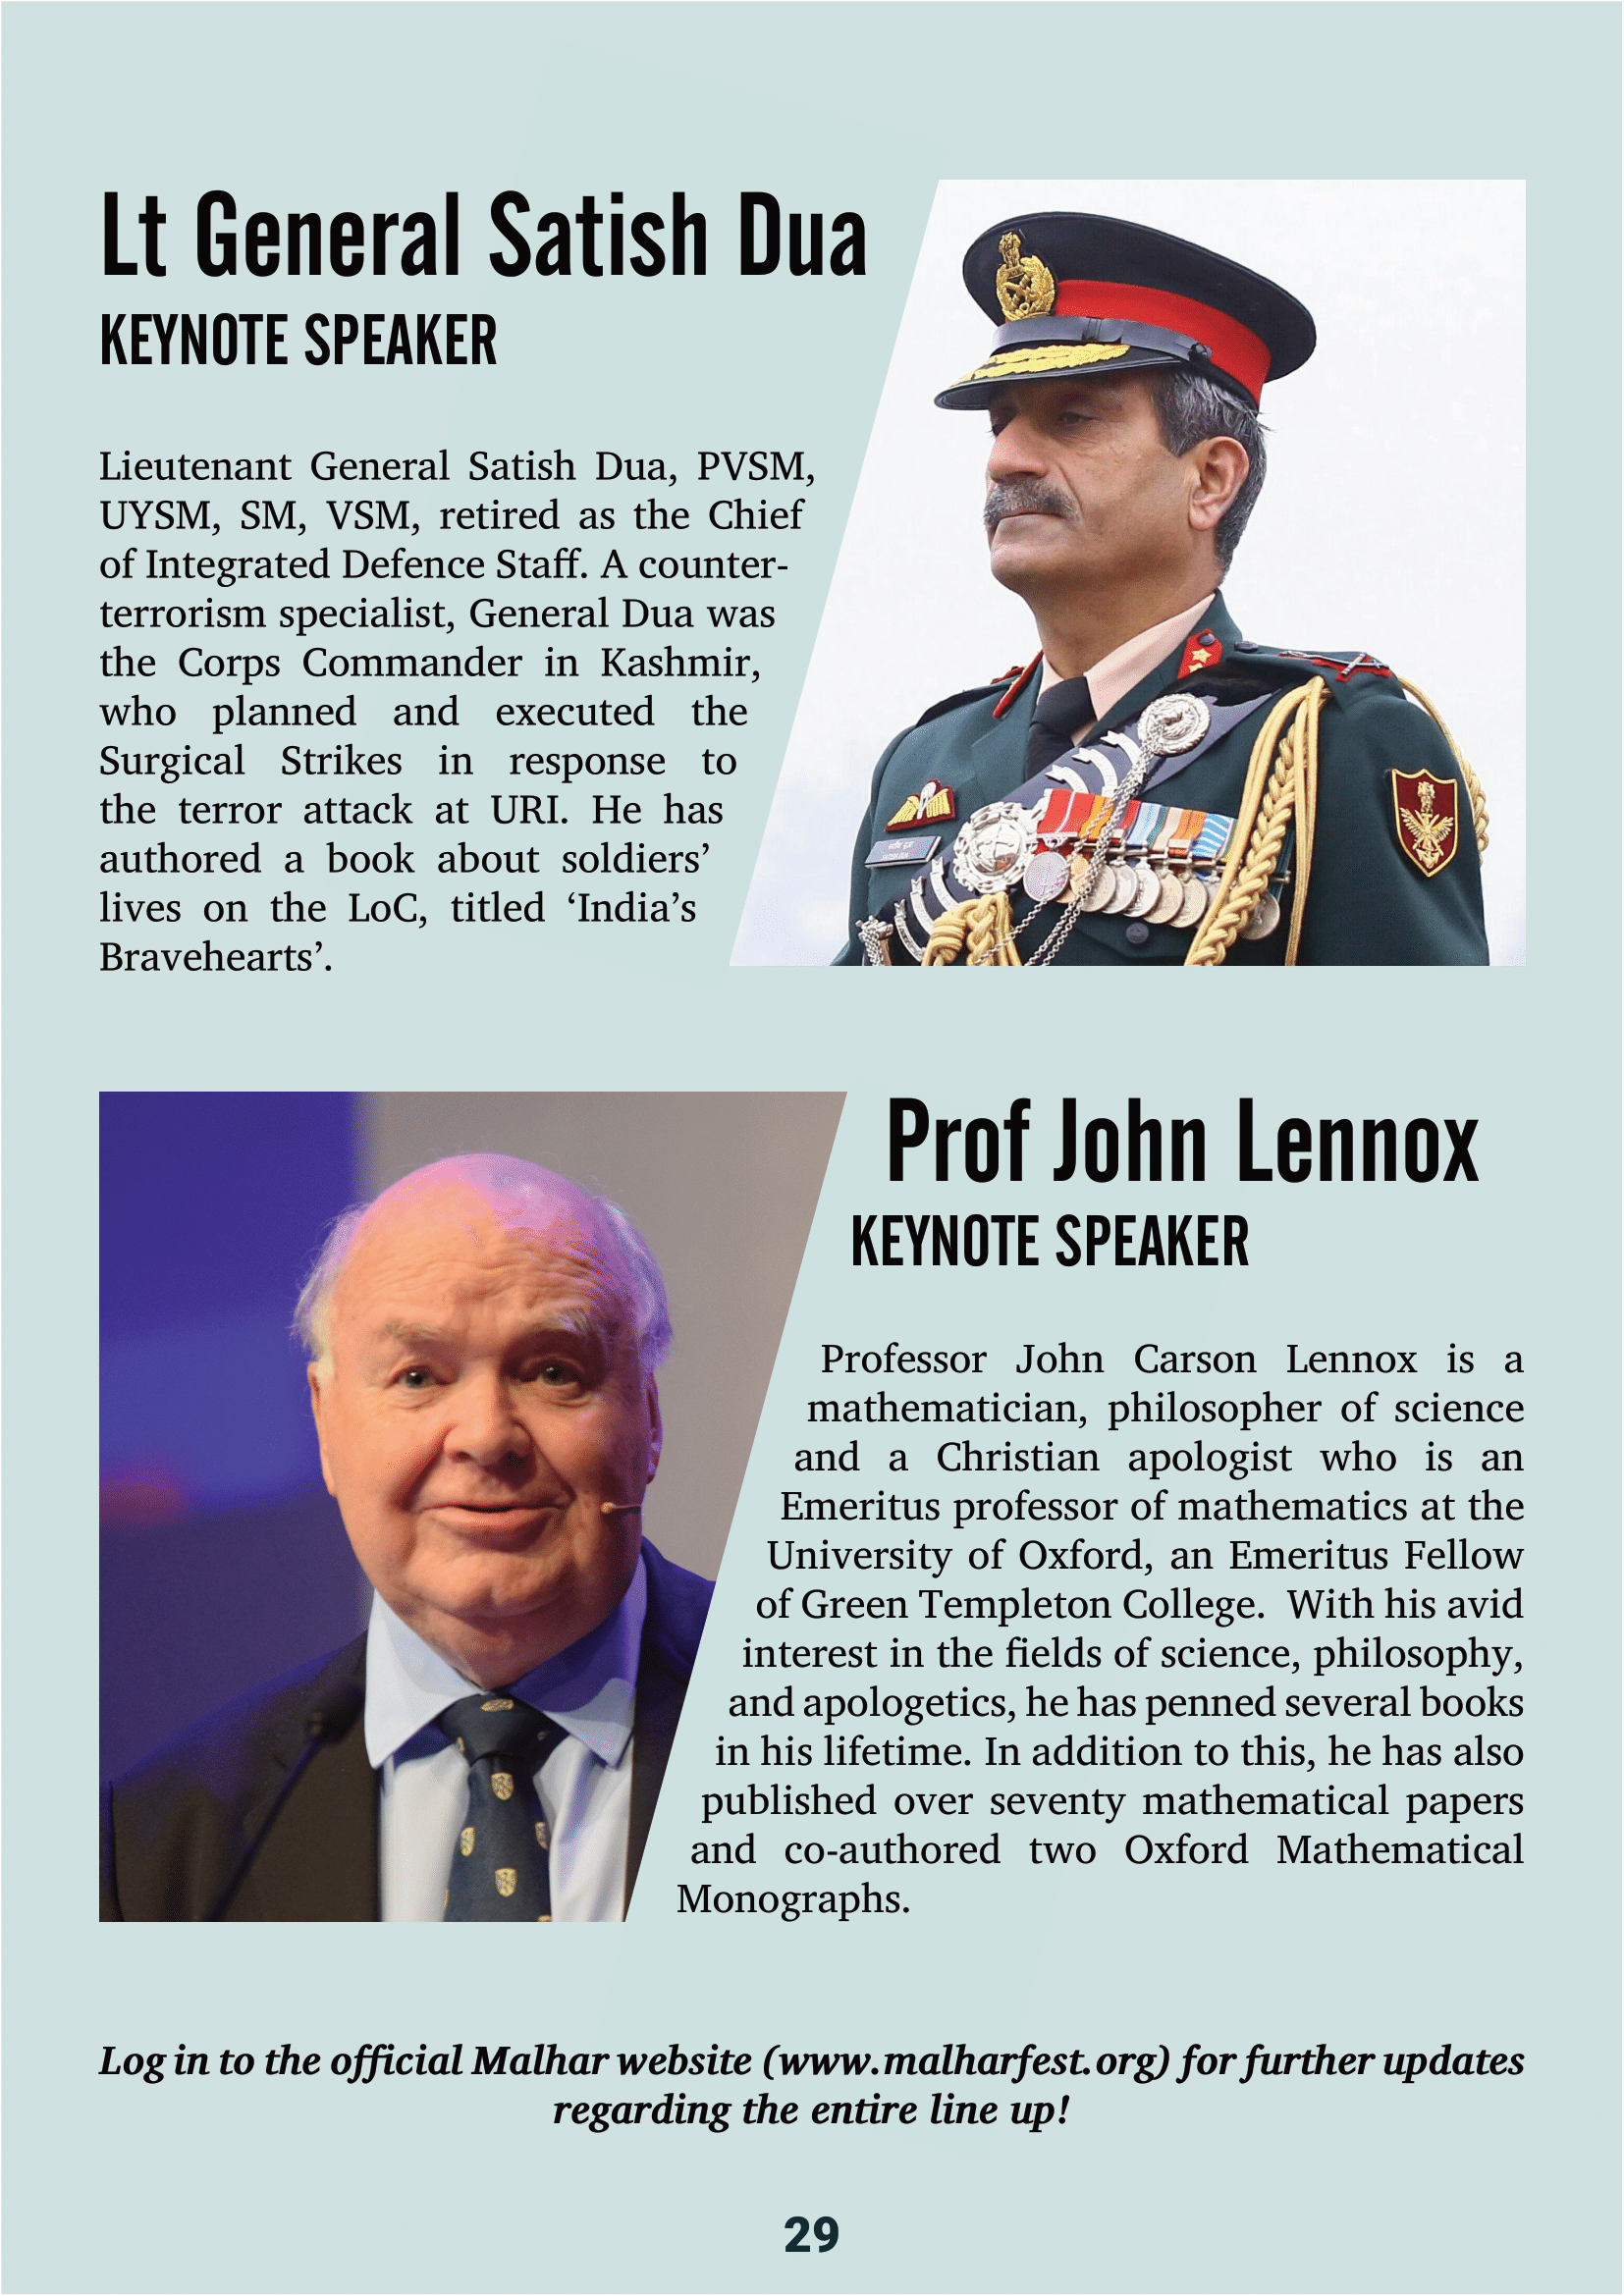 Lt General Satish Dua
KEYNOTE SPEAKER
Lieutenant General Satish Dua, PVSM,
UYSM, SM, VSM, retired as the Chief
of Integrated Defence Staff. A counter-
terrorism specialist, General Dua was
the Corps Commander in Kashmir,
who planned and executed the
Surgical Strikes in response to
the terror attack at URI. He has
authored a book about soldiers’
lives on the LoC, titled ‘India’s
Bravehearts’.
Prof John Lennox
KEYNOTE SPEAKER
Professor John Carson Lennox is a
mathematician, philosopher of science
and a Christian apologist who is an
Emeritus professor of mathematics at the
University of Oxford, an Emeritus Fellow
of Green Templeton College. With his avid
interest in the fields of science, philosophy,
and apologetics, he has penned several books
in his lifetime. In addition to this, he has also
published over seventy mathematical papers
and co-authored two Oxford Mathematical
Monographs.
Log in to the official Malhar website (www.malharfest.org) for further updates
regarding the entire line up!
29